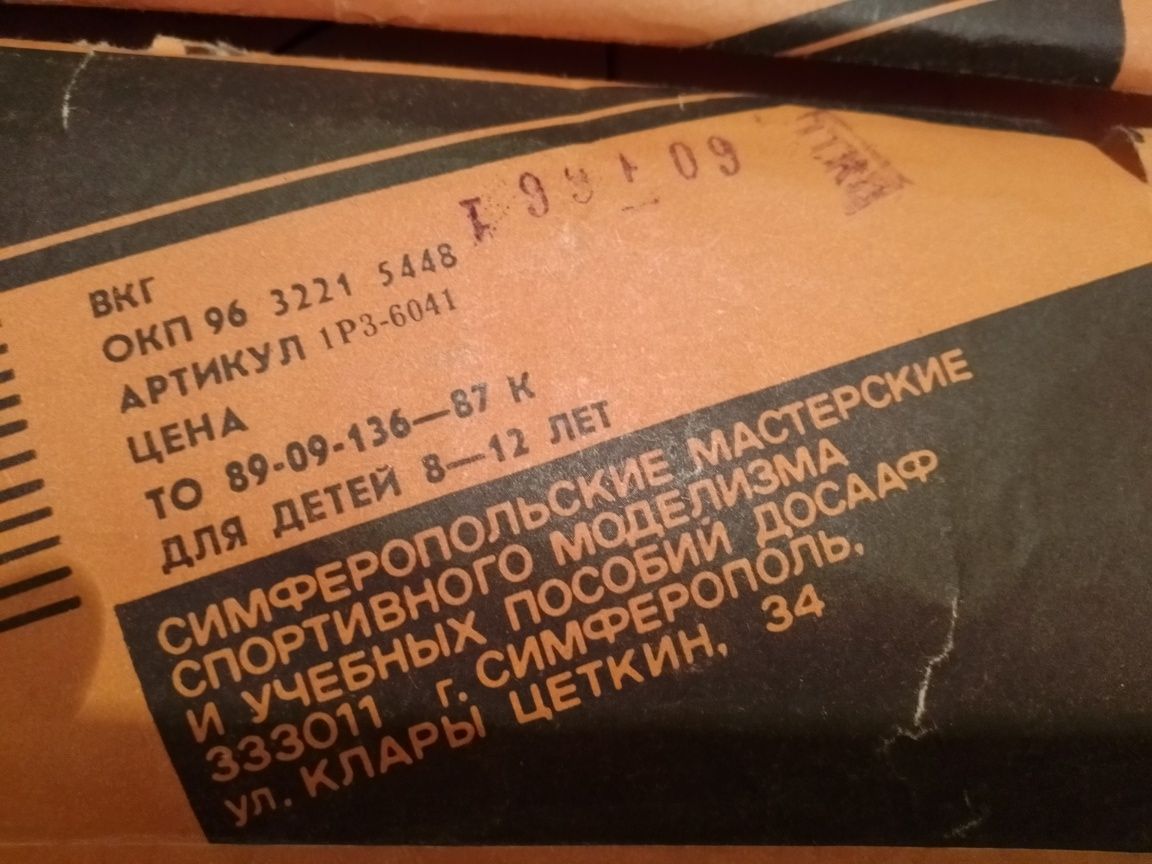 ВКГ
ОКП 96 3221 5448
АРТИКУЛ 1Р3-6041
ЦЕНА
ТО 89-09-136—87 К
ДЛЯ ДЕТЕЙ 8—12 ЛЕТ
СИМФЕРОПОЛЬСКИЕ МАСТЕРСКИЕ
СПОРТИВНОГО МОДЕЛИЗМА
И УЧЕБНЫХ ПОСОБИЙ ДОСААФ
333011 г. СИМФЕРОПОЛЬ,
ул. КЛАРЫ ЦЕТКИН, 34